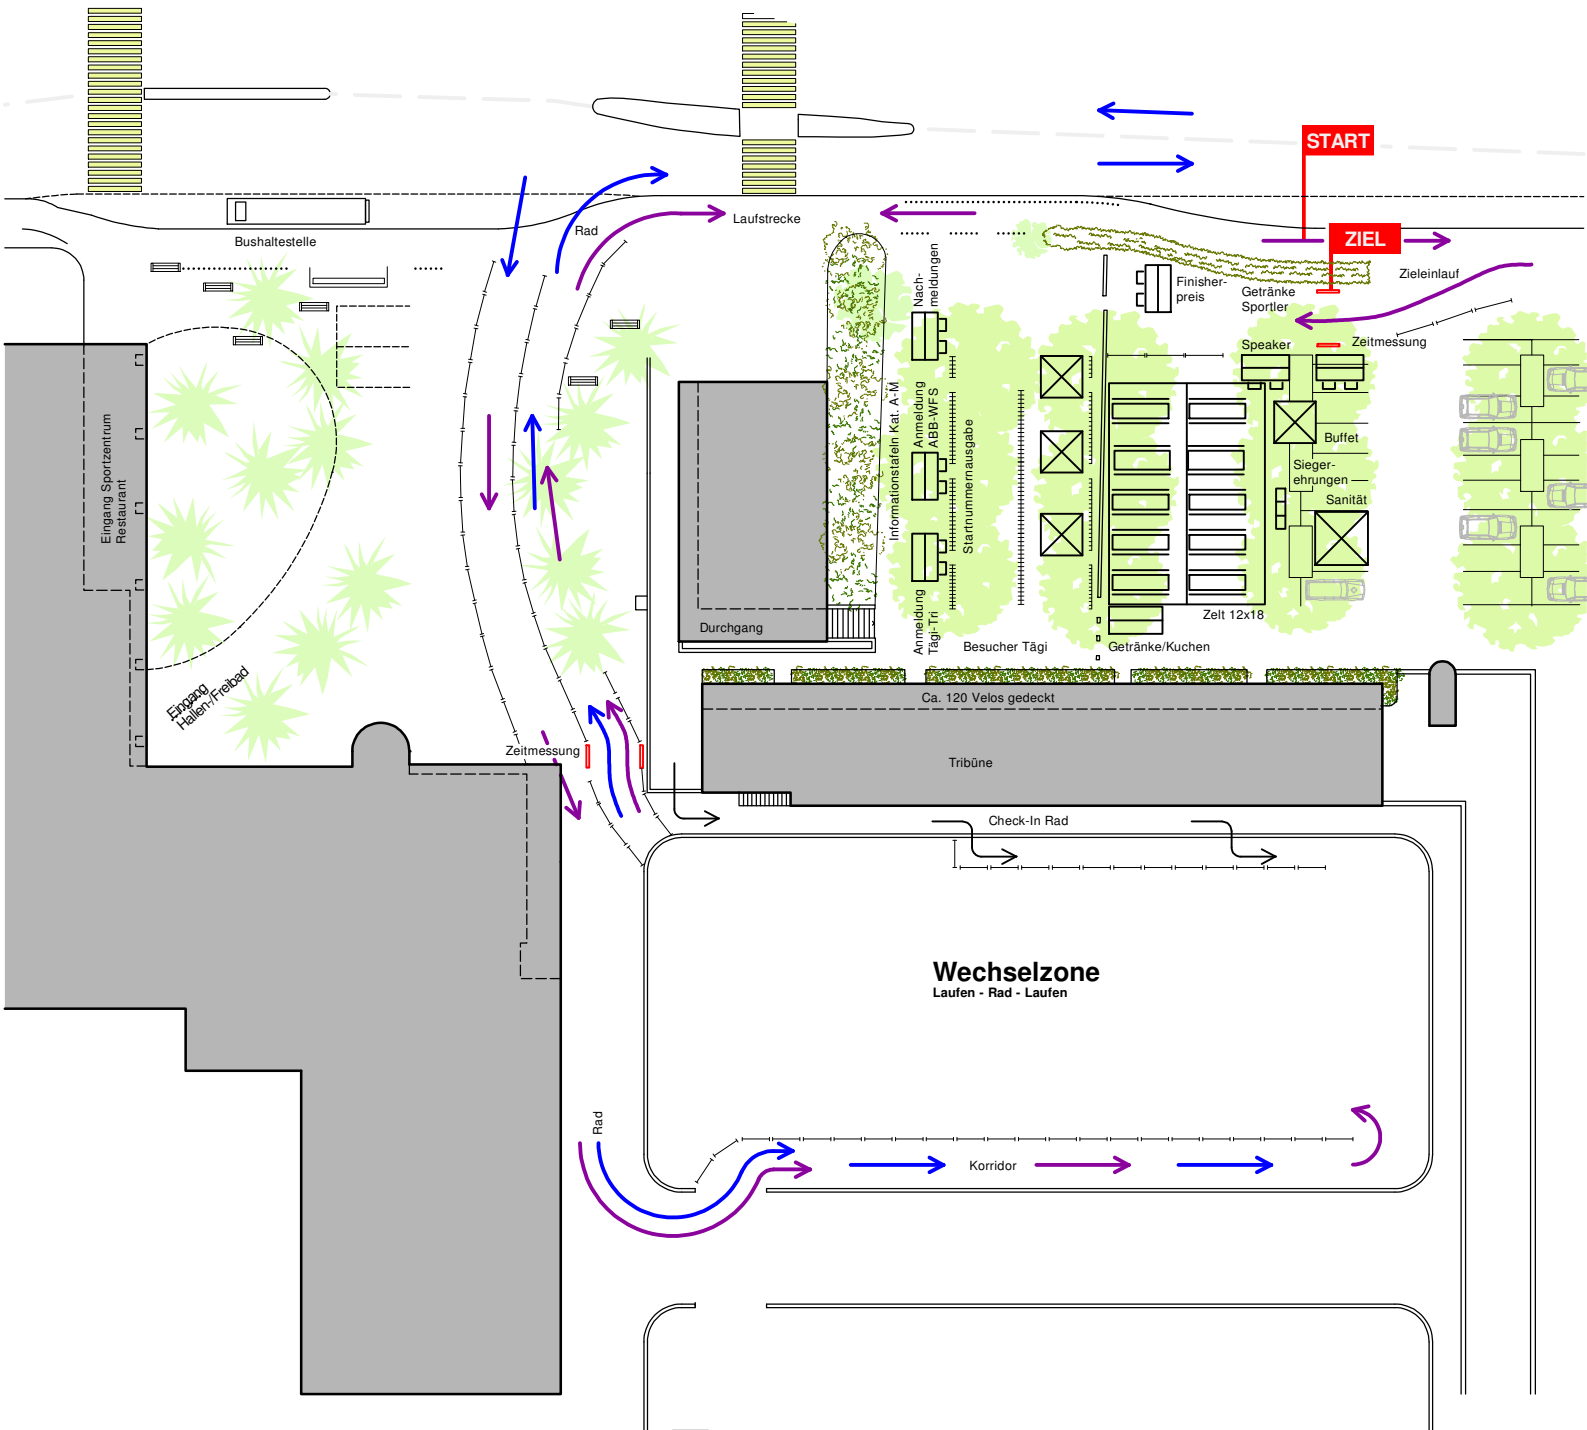 START
Laufstrecke
Rad
Bushaltestelle
ZIEL
Zieleinlauf
Nach-
meldungen
Finisher-
preis
Getränke
Sportler
Speaker
Zeitmessung
Eingang Sportzentrum
Restaurant
Informationstafeln Kat. A-M
Anmeldung
ABB-WFS
Startnummernausgabe
Buffet
Sieger-
ehrungen
Sanität
Anmeldung
Tägi-Tri
Durchgang
Besucher Tägi
Getränke/Kuchen
Zelt 12x18
Eingang
Hallen-/Freibad
Ca. 120 Velos gedeckt
Zeitmessung
Tribüne
Check-In Rad
Wechselzone
Laufen - Rad - Laufen
Rad
Korridor